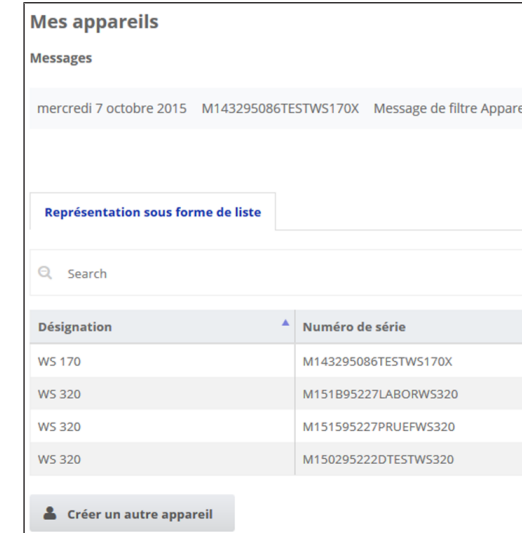 Mes appareils
Messages
mercredi 7 octobre 2015 M143295086TESTWS170X Message de filtre Appare
Représentation sous forme de liste
Search
Désignation Numéro de série
WS 170 M143295086TESTWS170X
WS 320 M151B95227LABORWS320
WS 320 M151595227PRUEFWS320
WS 320 M150295222DTESTWS320
Créer un autre appareil